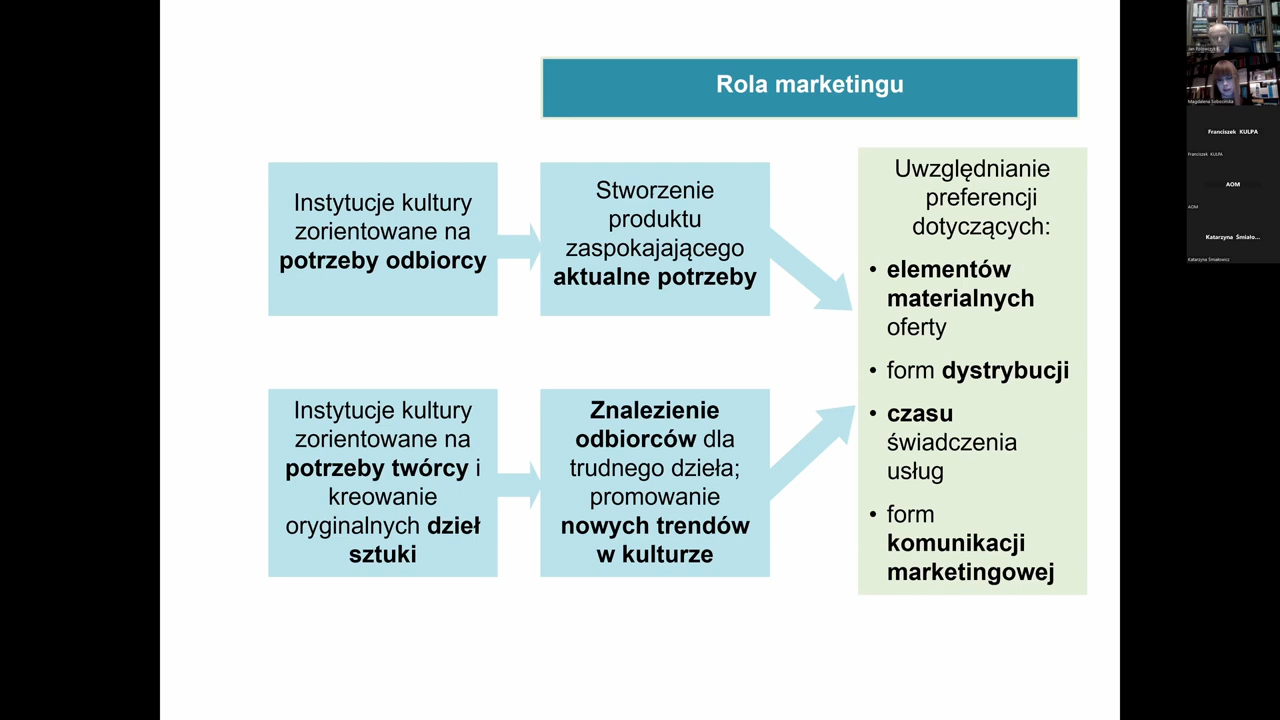 Rola marketingu
Instytucje kultury
zorientowane na
potrzeby odbiorcy
Stworzenie
produktu
zaspokajającego
aktualne potrzeby
Instytucje kultury
zorientowane na
potrzeby twórcy i
kreowanie
oryginalnych dzieł
sztuki
Znalezienie
odbiorców dla
trudnego dzieła;
promowanie
nowych trendów
w kulturze
Uwzględnianie
preferencji
dotyczących:
• elementów
materialnych
oferty
• form dystrybucji
• czasu
świadczenia
usług
• form
komunikacji
marketingowej
Magdalena Sobocińska
Franciszek KULPA
Franciszek KULPA
AOM
AOM
Katarzyna Śmiało...
Katarzyna Śmiałowicz